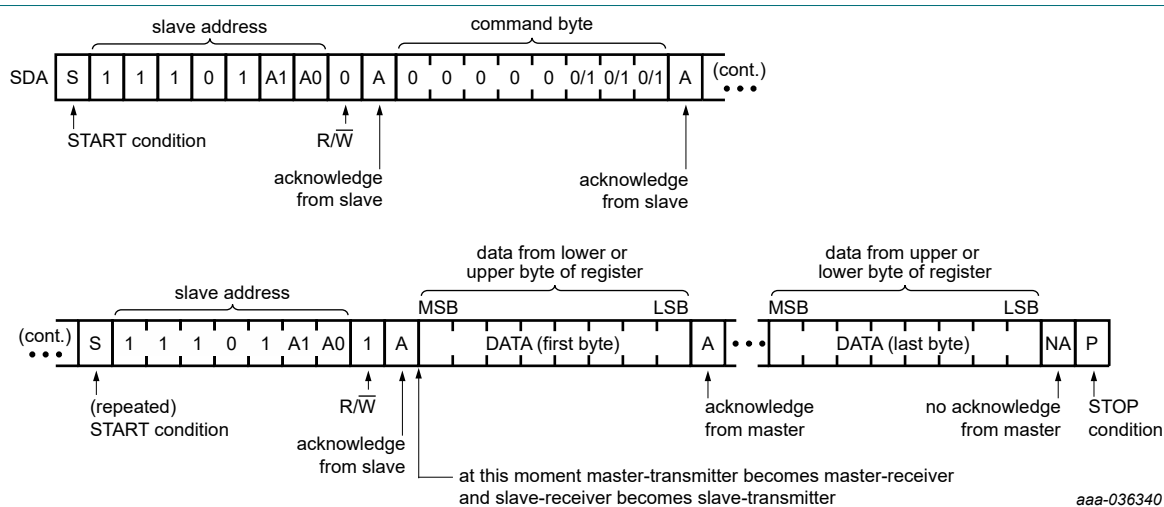 slave address
command byte
SDA S 1 1 1 0 1 A1 A0 0 A 0 0 0 0 0 0/1 0/1 0/1 A (cont.)
START condition
R/W̅
acknowledge
from slave
acknowledge
from slave
data from lower or
upper byte of register
data from upper or
lower byte of register
slave address
MSB LSB MSB LSB
(cont.) S 1 1 1 0 1 A1 A0 1 A DATA (first byte) A DATA (last byte) NA P
(repeated)
START condition
R/W̅
acknowledge
from slave
acknowledge
from master
no acknowledge
from master
STOP
condition
at this moment master-transmitter becomes master-receiver
and slave-receiver becomes slave-transmitter
aaa-036340